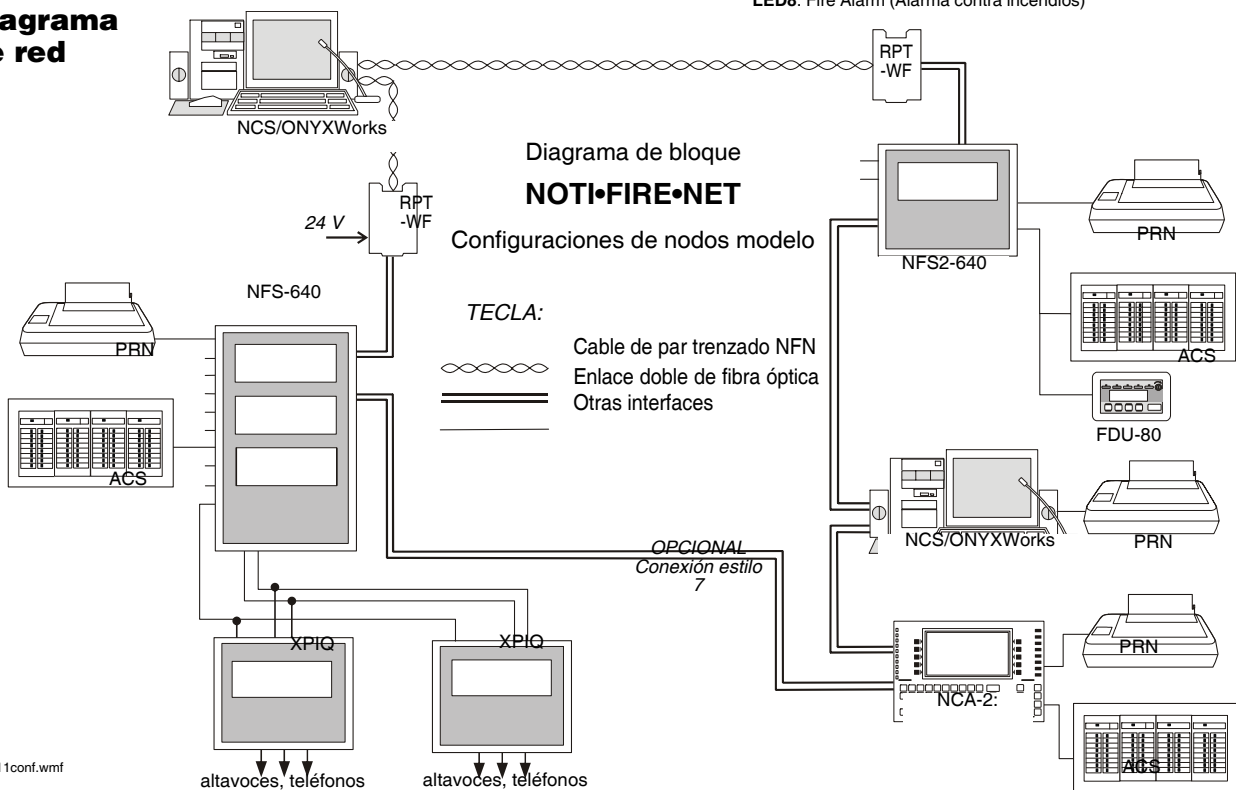 LED8: Fire Alarm (Alarma contra incendios)
iagrama
e red
NCS/ONYXWorks
RPT
-WF
Diagrama de bloque
NOTI•FIRE•NET
Configuraciones de nodos modelo
24 V
RPT
-WF
NFS2-640
PRN
NFS-640
PRN
TECLA:
Cable de par trenzado NFN
Enlace doble de fibra óptica
Otras interfaces
ACS
ACS
FDU-80
NCS/ONYXWorks
PRN
OPCIONAL
Conexión estilo
7
XPIQ
XPIQ
PRN
NCA-2:
ACS
altavoces, teléfonos
altavoces, teléfonos
1conf.wmf